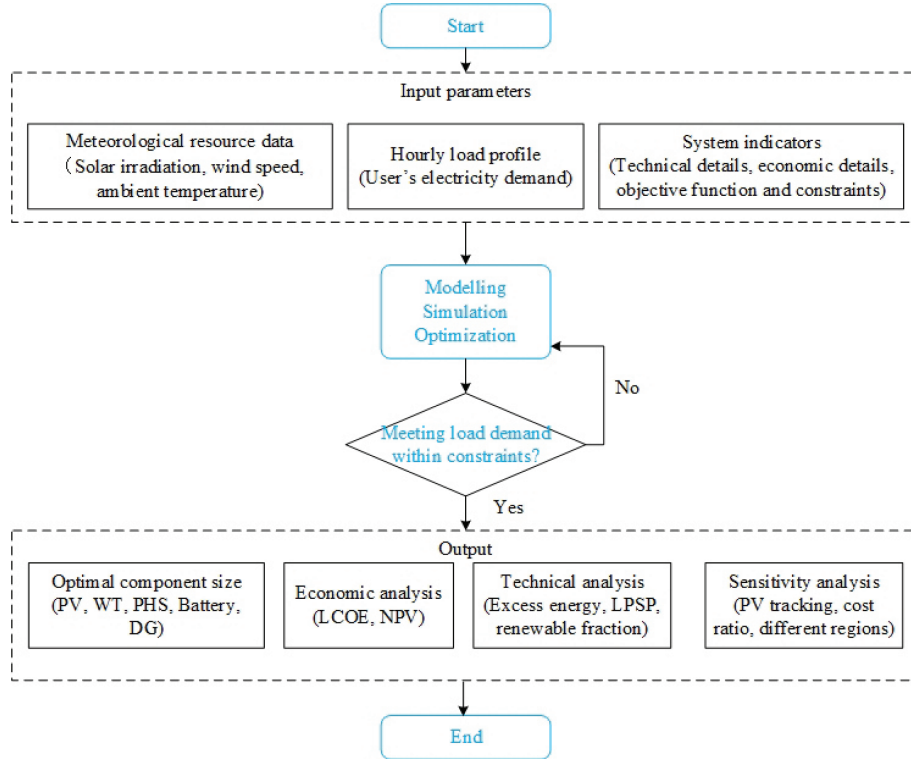 Start
Input parameters
Meteorological resource data
（Solar irradiation, wind speed,
ambient temperature)
Hourly load profile
(User’s electricity demand)
System indicators
(Technical details, economic details,
objective function and constraints)
Modelling
Simulation
Optimization
No
Meeting load demand
within constraints?
Yes
Output
Optimal component size
(PV, WT, PHS, Battery,
DG)
Economic analysis
(LCOE, NPV)
Technical analysis
(Excess energy, LPSP,
renewable fraction)
Sensitivity analysis
(PV tracking, cost
ratio, different regions)
End